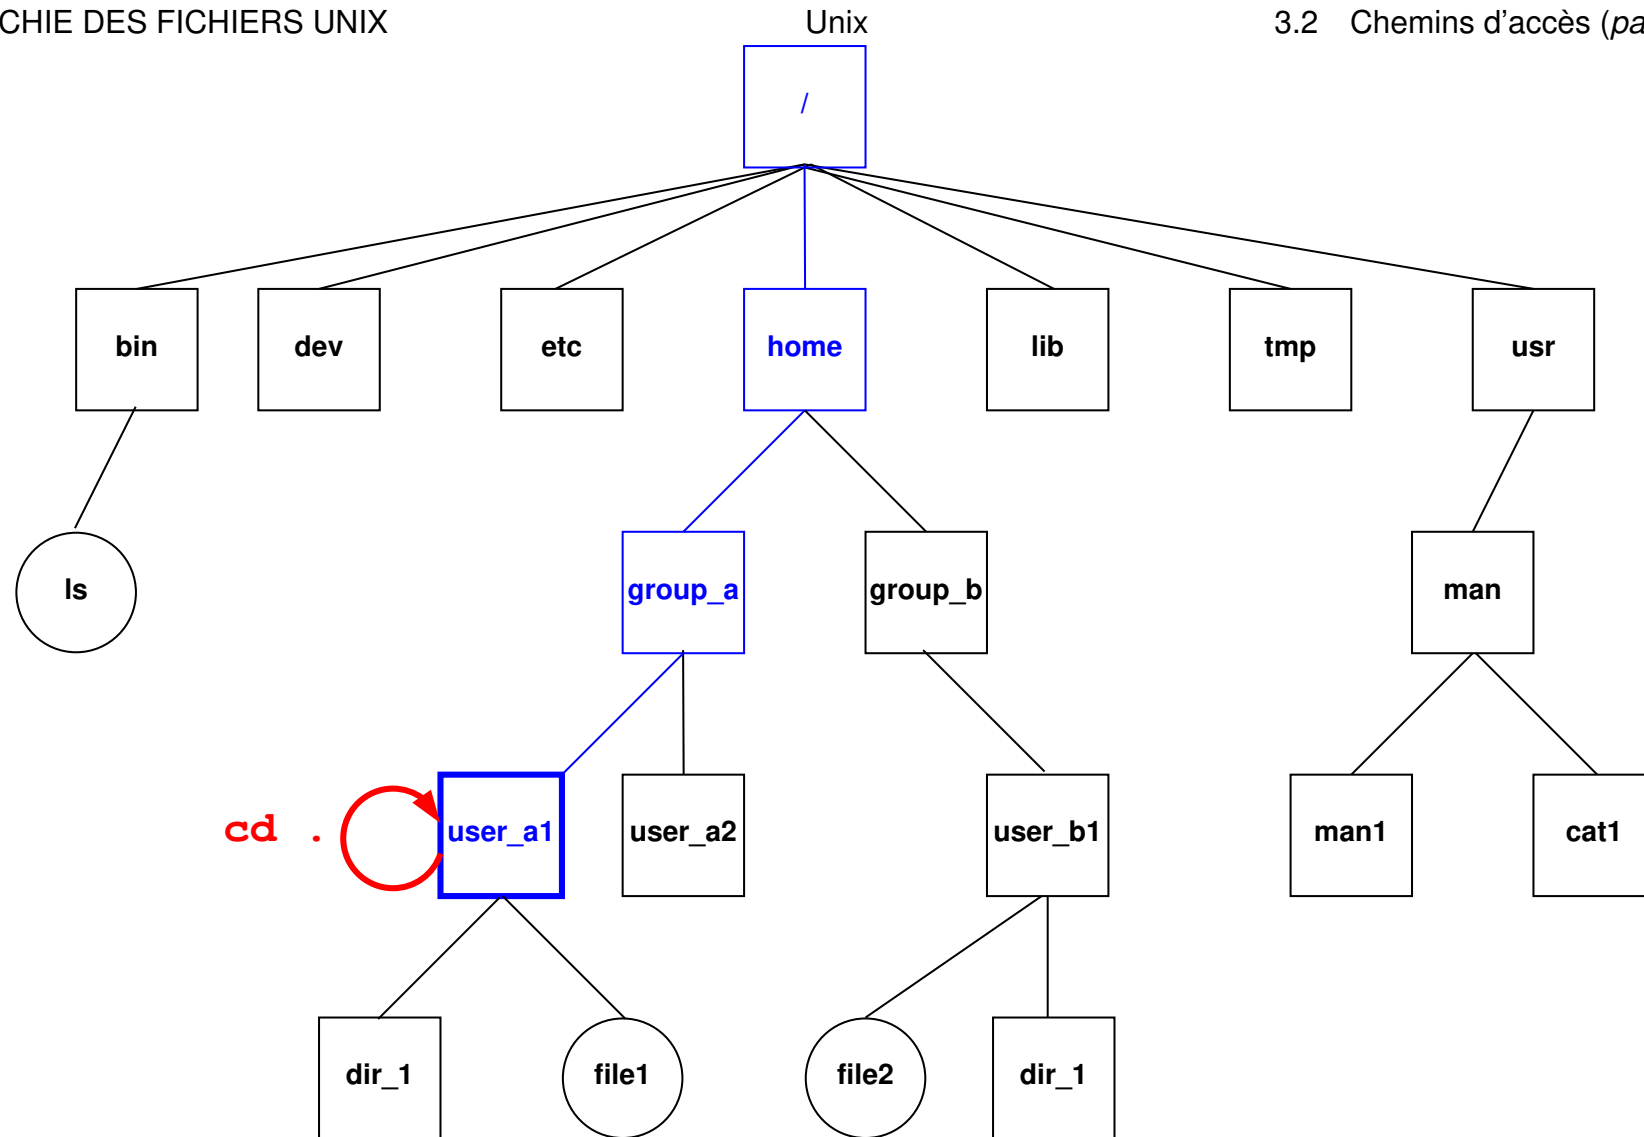 CHIE DES FICHIERS UNIX Unix 3.2 Chemins d'accès (pa
/
bin dev etc home lib tmp usr
ls group_a group_b man
cd . user_a1 user_a2 user_b1 man1 cat1
dir_1 file1 file2 dir_1